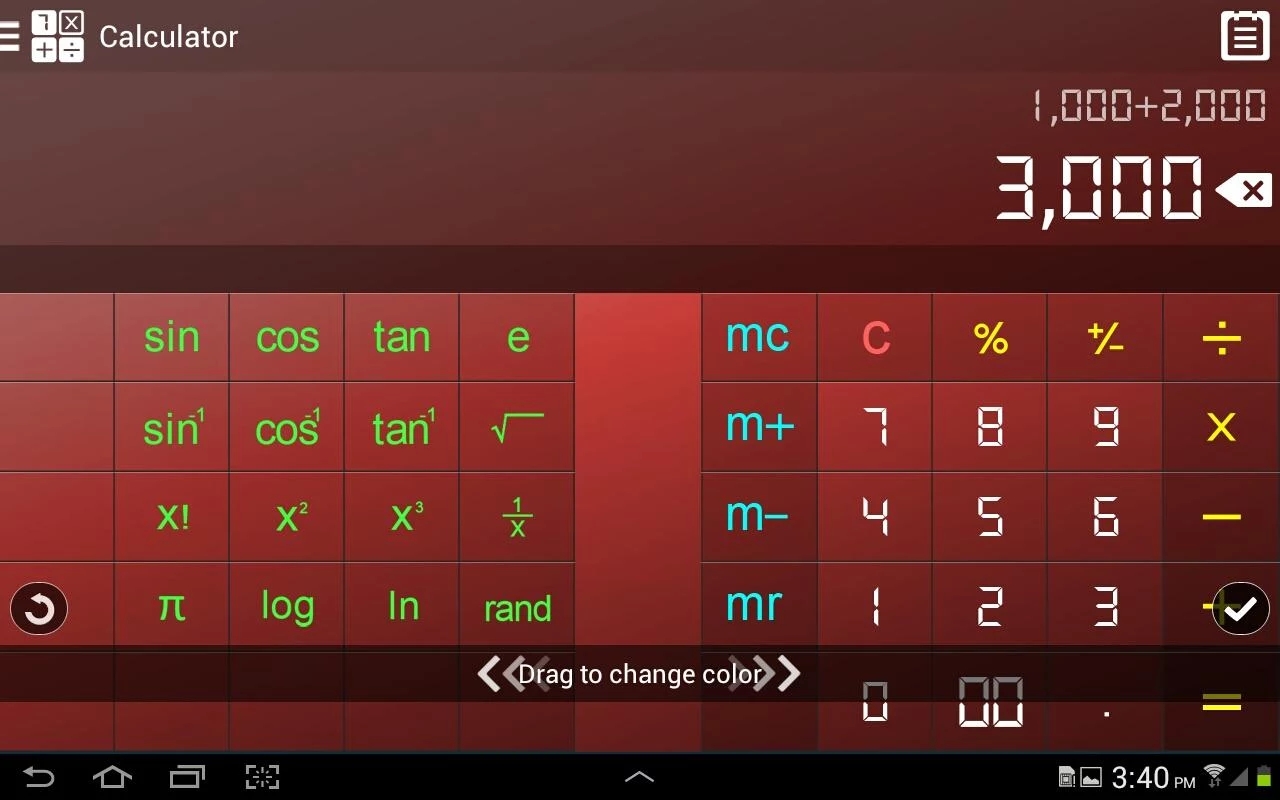 Calculator
1,000+2,000
3,000
sin cos tan e mc C % +/- ÷
sin-1 cos-1 tan-1 √ m+ 7 8 9 x
x! x² x³ 1/x m– 4 5 6 –
π log ln rand mr 1 2 3 +
Drag to change color
0 00 . =
3:40 PM